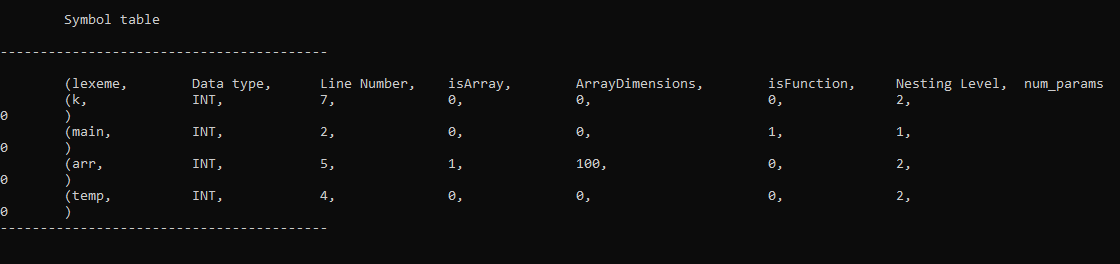 Symbol table
-----------------------------------------
(lexeme, Data type, Line Number, isArray, ArrayDimensions, isFunction, Nesting Level, num_params
(k, INT, 7, 0, 0, 0, 2,
0 )
(main, INT, 2, 0, 0, 1, 1,
0 )
(arr, INT, 5, 1, 100, 0, 2,
0 )
(temp, INT, 4, 0, 0, 0, 2,
0 )
-----------------------------------------